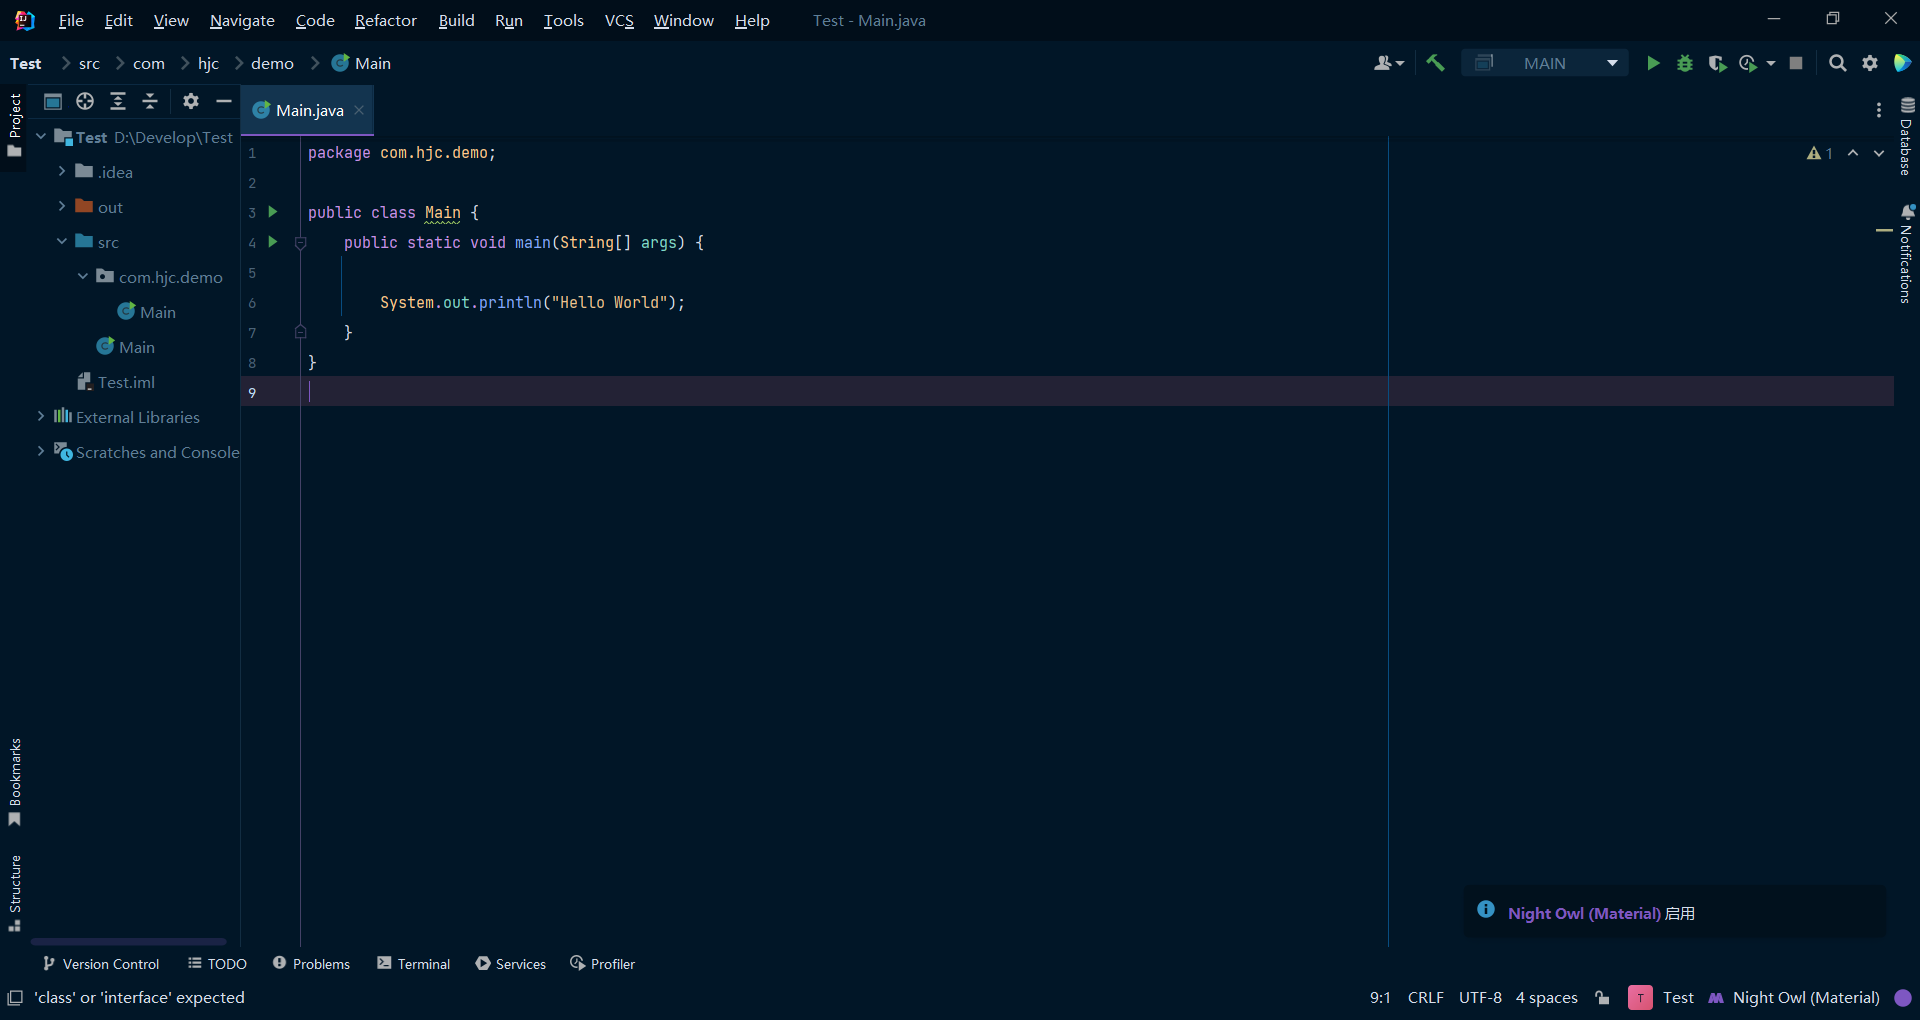 File Edit View Navigate Code Refactor Build Run Tools VCS Window Help Test - Main.java
Test src com hjc demo Main MAIN
Project
Main.java
Test D:\Develop\Test
.idea
out
src
com.hjc.demo
Main
Main
Test.iml
External Libraries
Scratches and Console
1 package com.hjc.demo;
2
3 public class Main {
4 public static void main(String[] args) {
5
6 System.out.println("Hello World");
7 }
8 }
9
1
Database
Notifications
Bookmarks
Structure
Night Owl (Material) 启用
Version Control TODO Problems Terminal Services Profiler
'class' or 'interface' expected 9:1 CRLF UTF-8 4 spaces T Test Night Owl (Material)